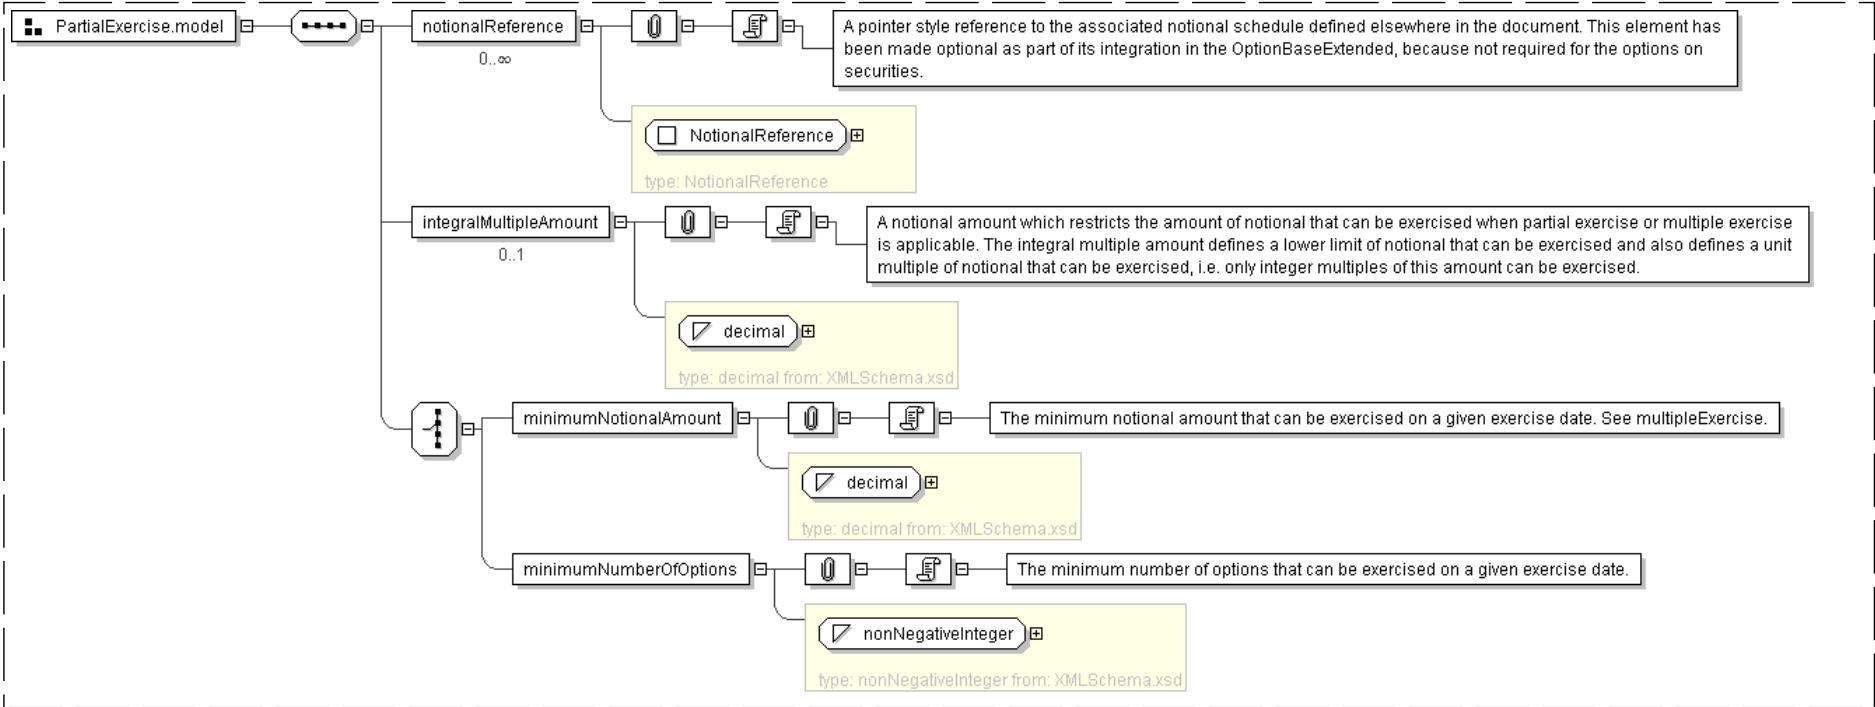 PartialExercise.model
notionalReference
0..∞
A pointer style reference to the associated notional schedule defined elsewhere in the document. This element has
been made optional as part of its integration in the OptionBaseExtended, because not required for the options on
securities.
NotionalReference
type: NotionalReference
integralMultipleAmount
0..1
A notional amount which restricts the amount of notional that can be exercised when partial exercise or multiple exercise
is applicable. The integral multiple amount defines a lower limit of notional that can be exercised and also defines a unit
multiple of notional that can be exercised, i.e. only integer multiples of this amount can be exercised.
decimal
type: decimal from: XMLSchema.xsd
minimumNotionalAmount
The minimum notional amount that can be exercised on a given exercise date. See multipleExercise.
decimal
type: decimal from: XMLSchema.xsd
minimumNumberOfOptions
The minimum number of options that can be exercised on a given exercise date.
nonNegativeInteger
type: nonNegativeInteger from: XMLSchema.xsd